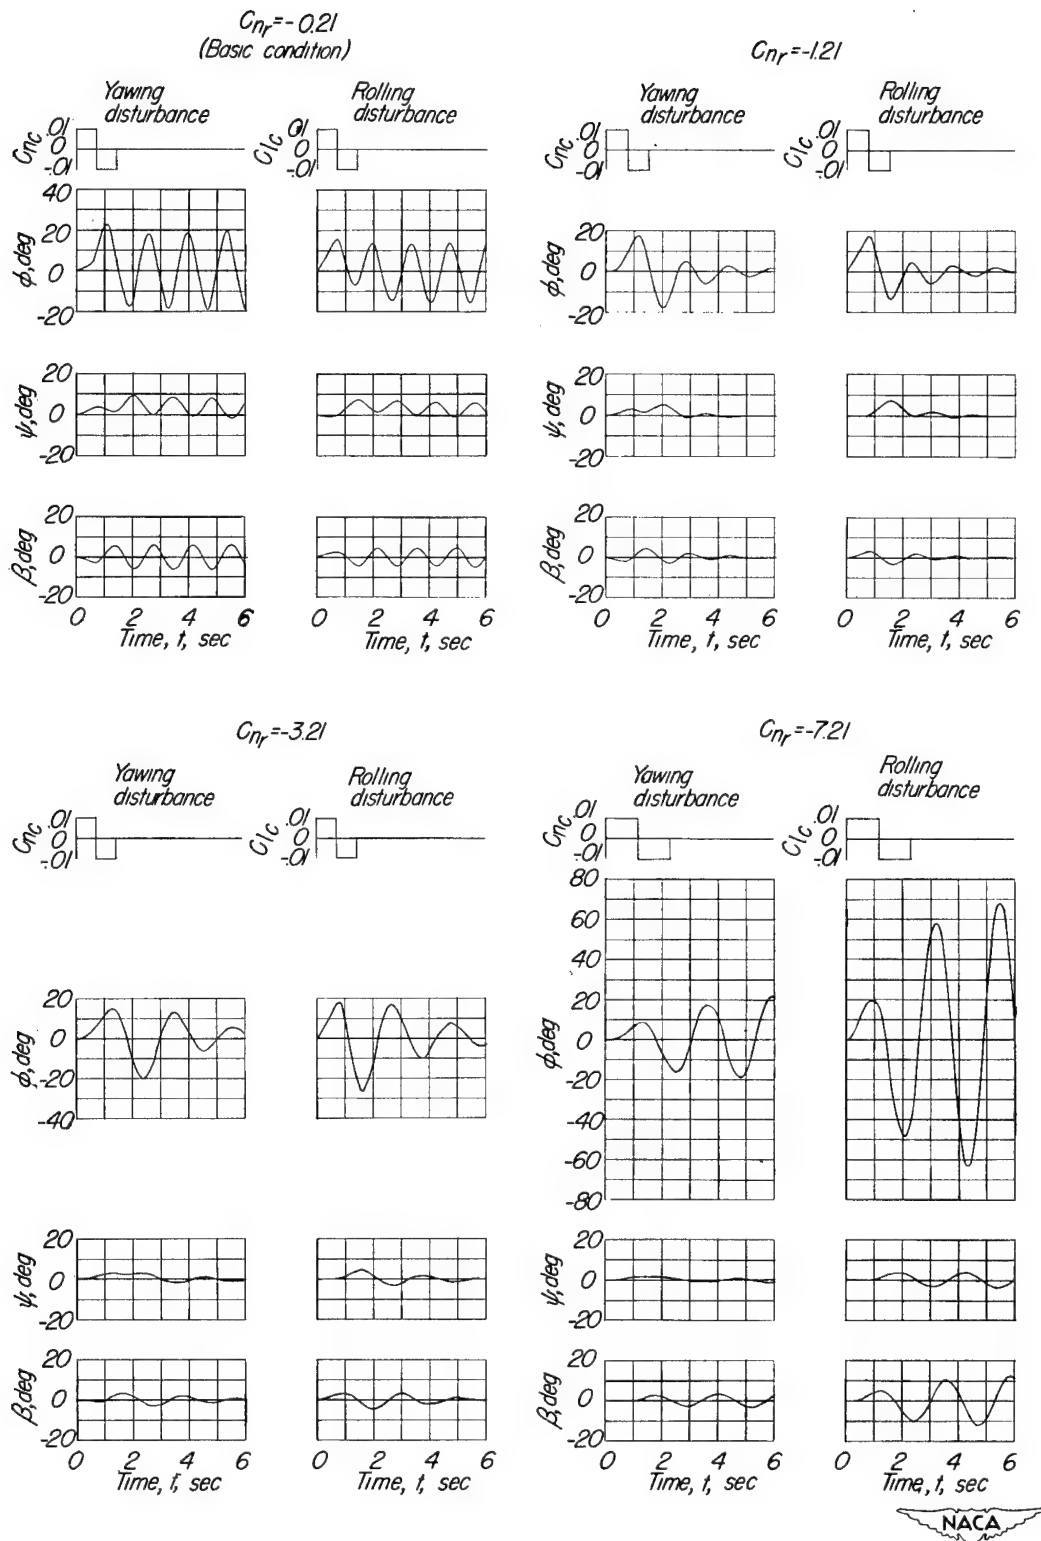 Cnr=-0.21
(Basic condition)
Yawing disturbance
Rolling disturbance
Cnc .01 0 -.01
Clc .01 0 -.01
ϕ, deg 40 20 0 -20
ψ, deg 20 0 -20
β, deg 20 0 -20
0 2 4 6
0 2 4 6
Time, t, sec
Time, t, sec
Cnr=-1.21
Yawing disturbance
Rolling disturbance
Cnc .01 0 -.01
Clc .01 0 -.01
ϕ, deg 20 0 -20
ψ, deg 20 0 -20
β, deg 20 0 -20
0 2 4 6
0 2 4 6
Time, t, sec
Time, t, sec
Cnr=-3.21
Yawing disturbance
Rolling disturbance
Cnc .01 0 -.01
Clc .01 0 -.01
ϕ, deg 20 0 -20 -40
ψ, deg 20 0 -20
β, deg 20 0 -20
0 2 4 6
0 2 4 6
Time, t, sec
Time, t, sec
Cnr=-7.21
Yawing disturbance
Rolling disturbance
Cnc .01 0 -.01
Clc .01 0 -.01
ϕ, deg 80 60 40 20 0 -20 -40 -60 -80
ψ, deg 20 0 -20
β, deg 20 0 -20
0 2 4 6
0 2 4 6
Time, t, sec
Time, t, sec
NACA